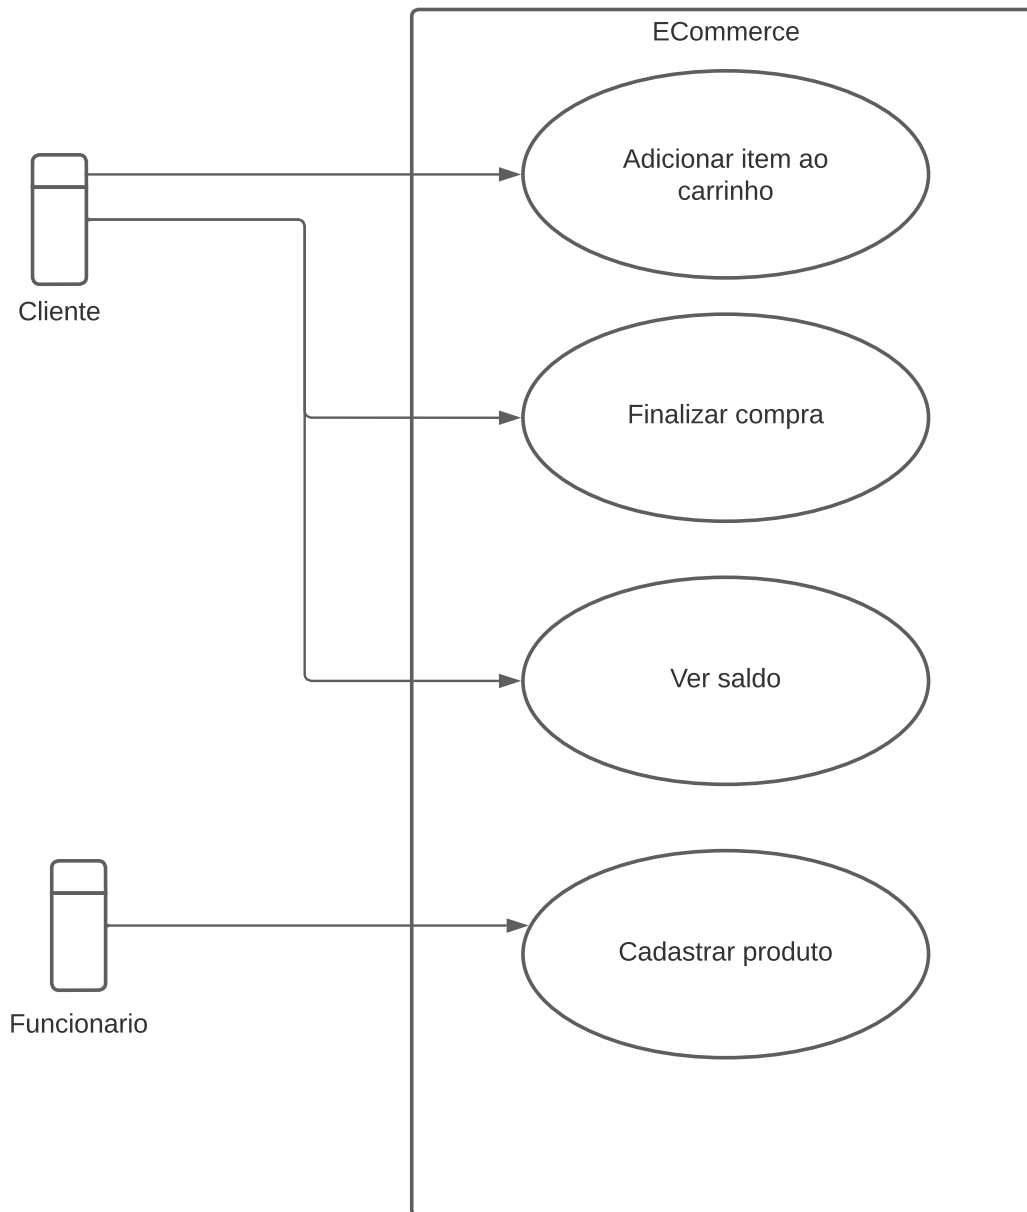 ECommerce
Adicionar item ao
carrinho
Cliente
Finalizar compra
Ver saldo
Cadastrar produto
Funcionario